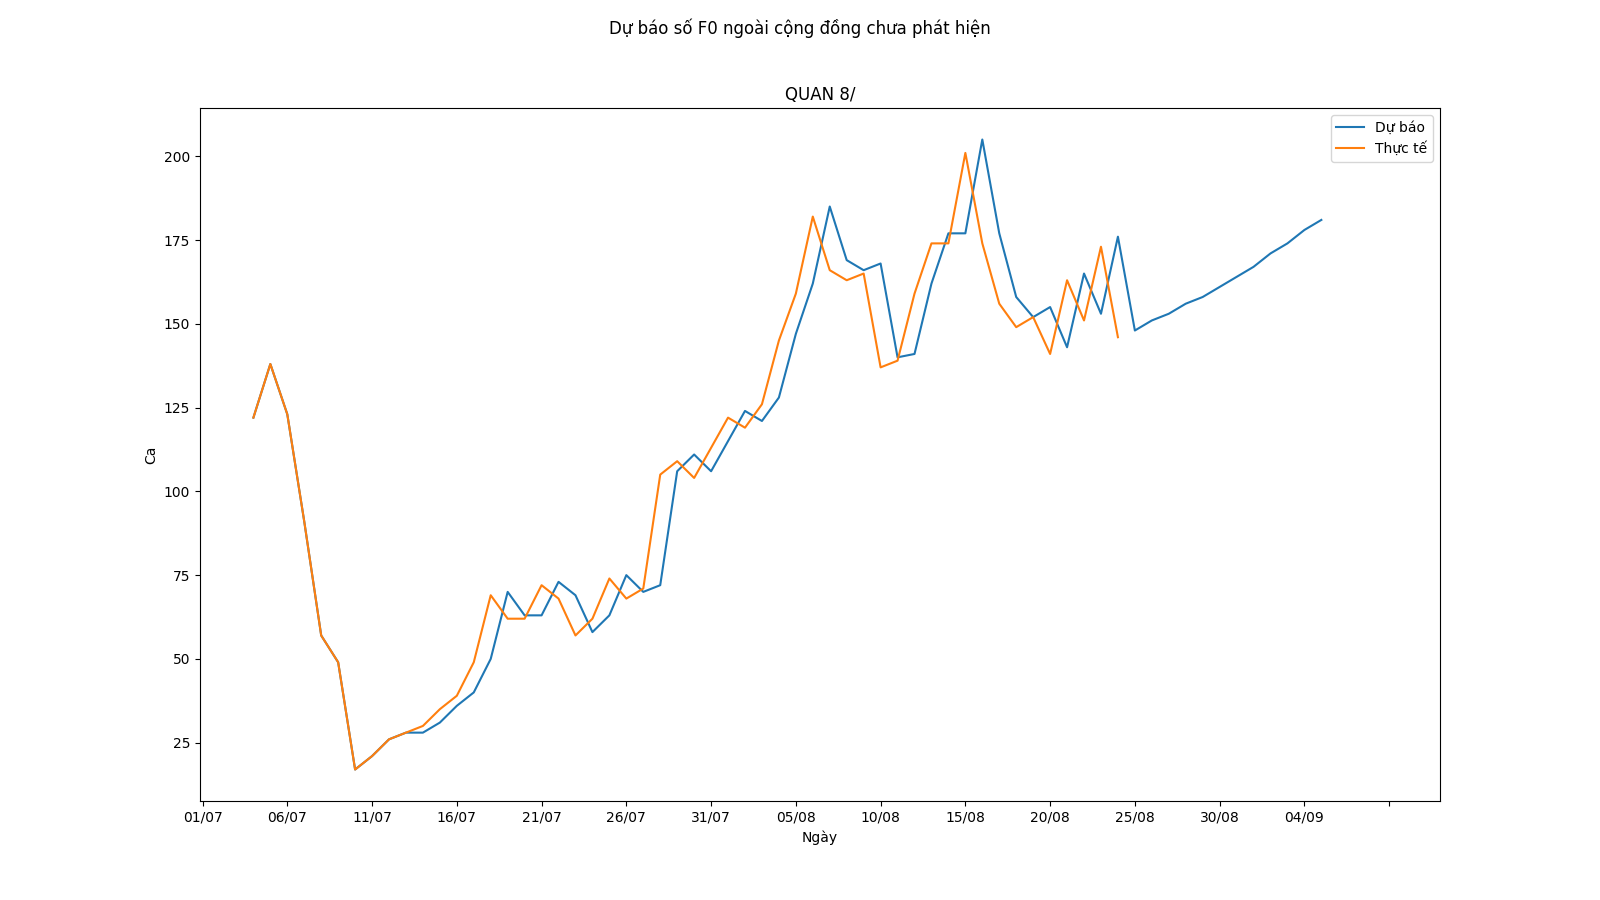 Dự báo số F0 ngoài cộng đồng chưa phát hiện
QUAN 8/
Dự báo
Thực tế
200
175
150
125
100
75
50
25
Ca
01/07 06/07 11/07 16/07 21/07 26/07 31/07 05/08 10/08 15/08 20/08 25/08 30/08 04/09
Ngày